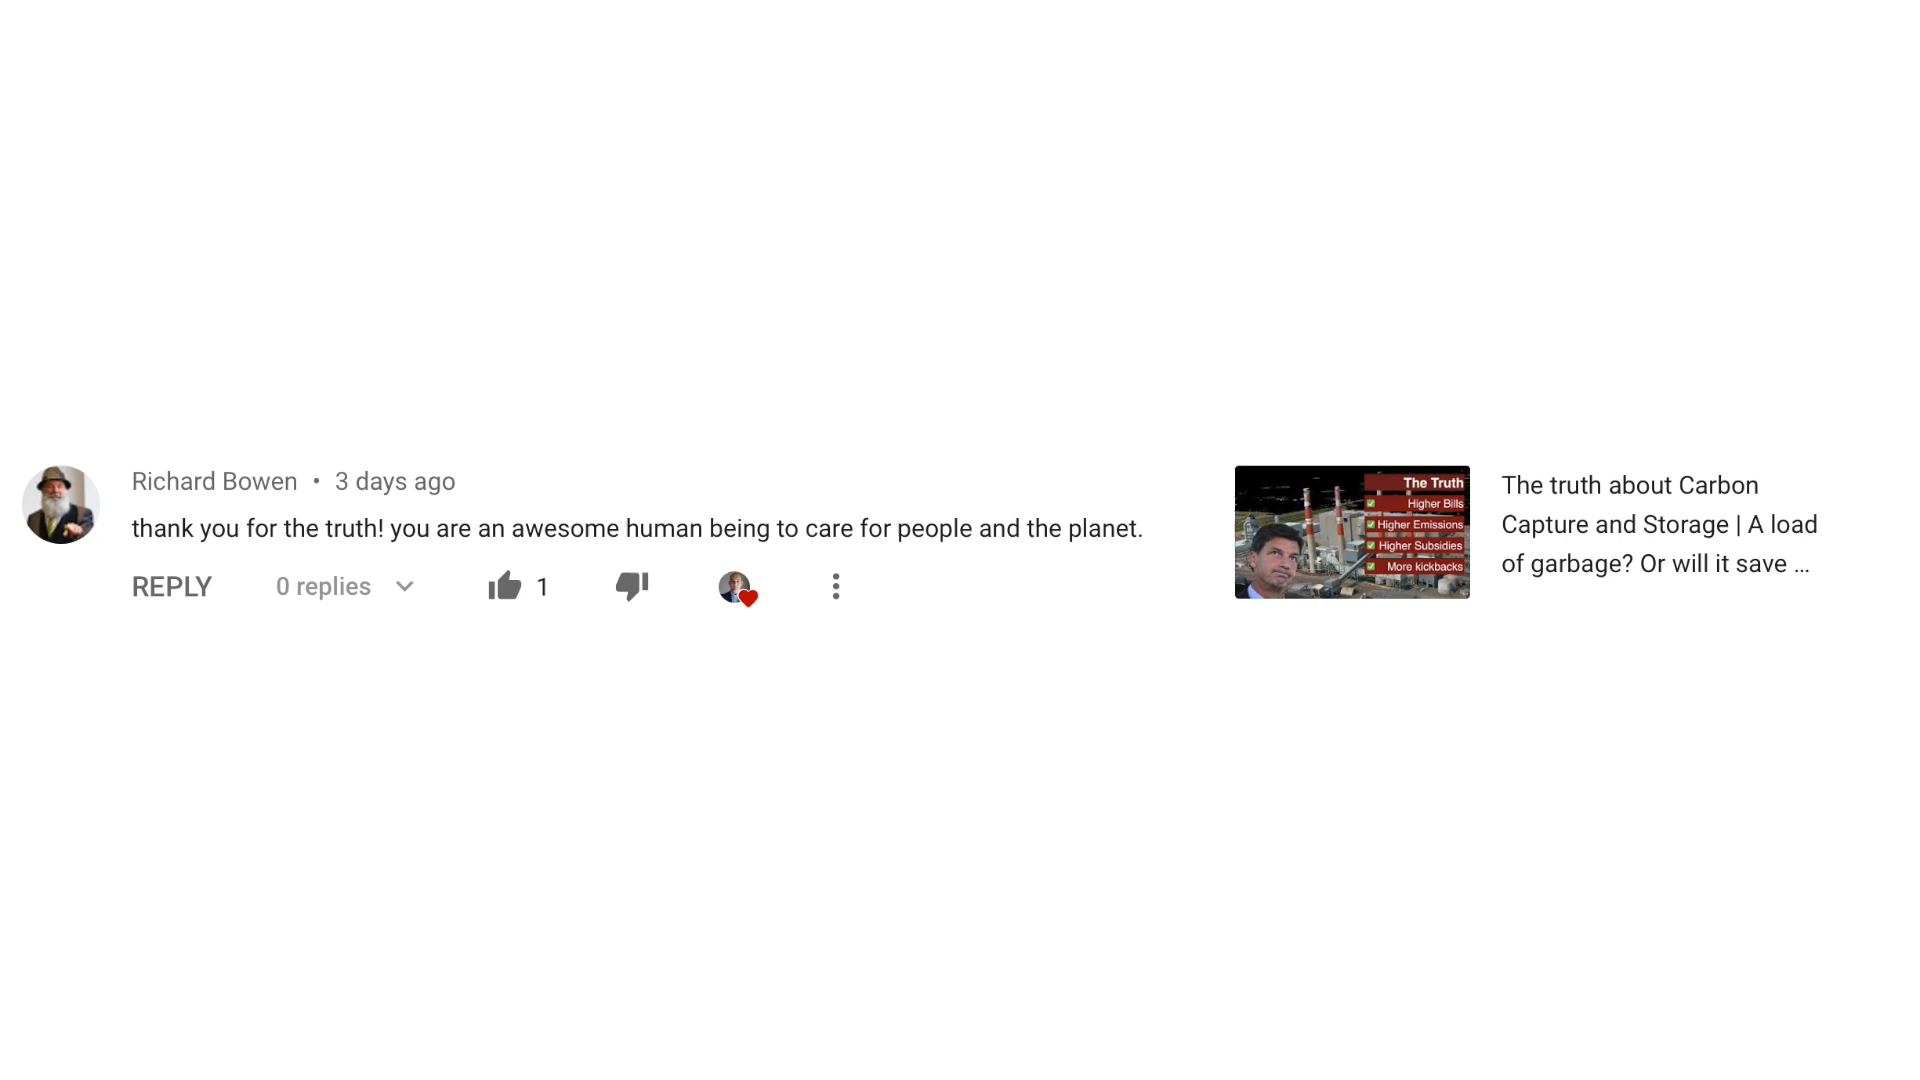 Richard Bowen • 3 days ago
thank you for the truth! you are an awesome human being to care for people and the planet.
REPLY 0 replies 1
The Truth
Higher Bills
Higher Emissions
Higher Subsidies
More kickbacks
The truth about Carbon
Capture and Storage | A load
of garbage? Or will it save ...